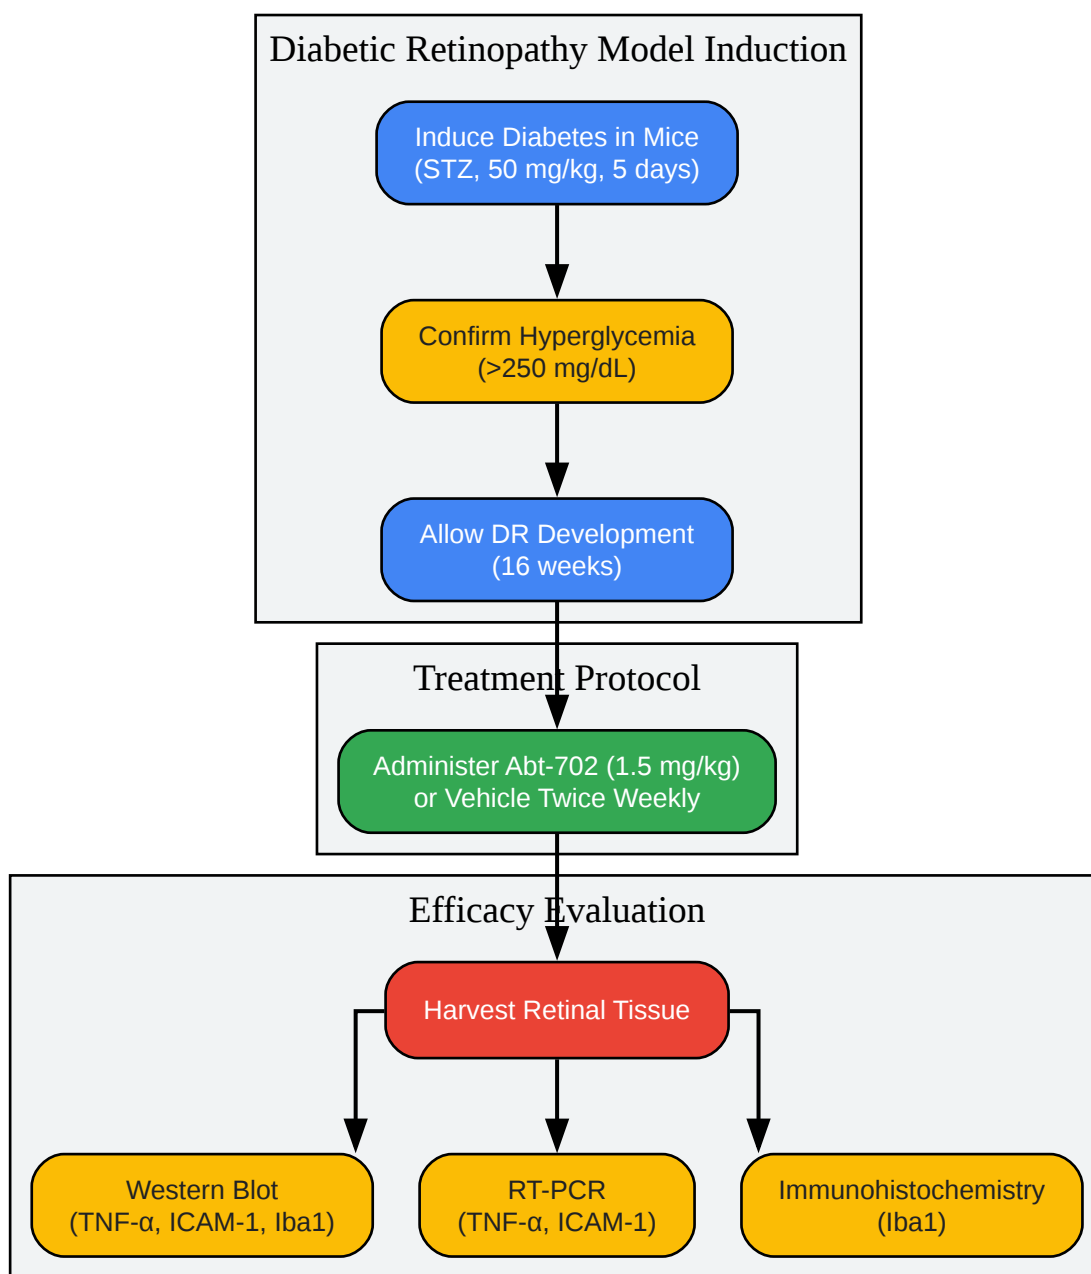 Diabetic Retinopathy Model Induction
Induce Diabetes in Mice
(STZ, 50 mg/kg, 5 days)
Confirm Hyperglycemia
(>250 mg/dL)
Allow DR Development
(16 weeks)
Treatment Protocol
Administer Abt-702 (1.5 mg/kg)
or Vehicle Twice Weekly
Efficacy Evaluation
Harvest Retinal Tissue
Western Blot
(TNF-α, ICAM-1, Iba1)
RT-PCR
(TNF-α, ICAM-1)
Immunohistochemistry
(Iba1)